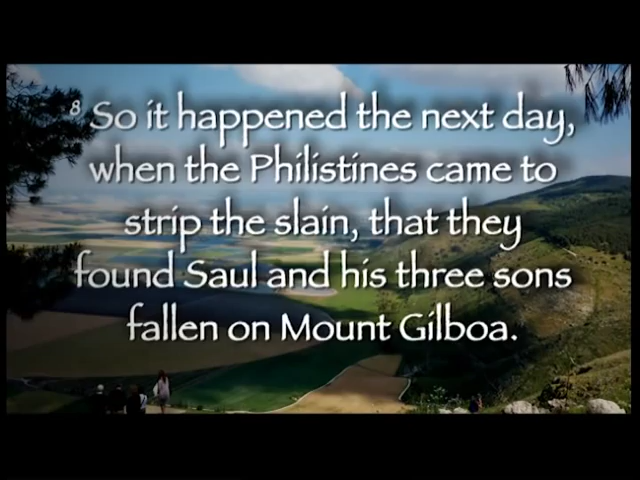 8 So it happened the next day,
when the Philistines came to
strip the slain, that they
found Saul and his three sons
fallen on Mount Gilboa.